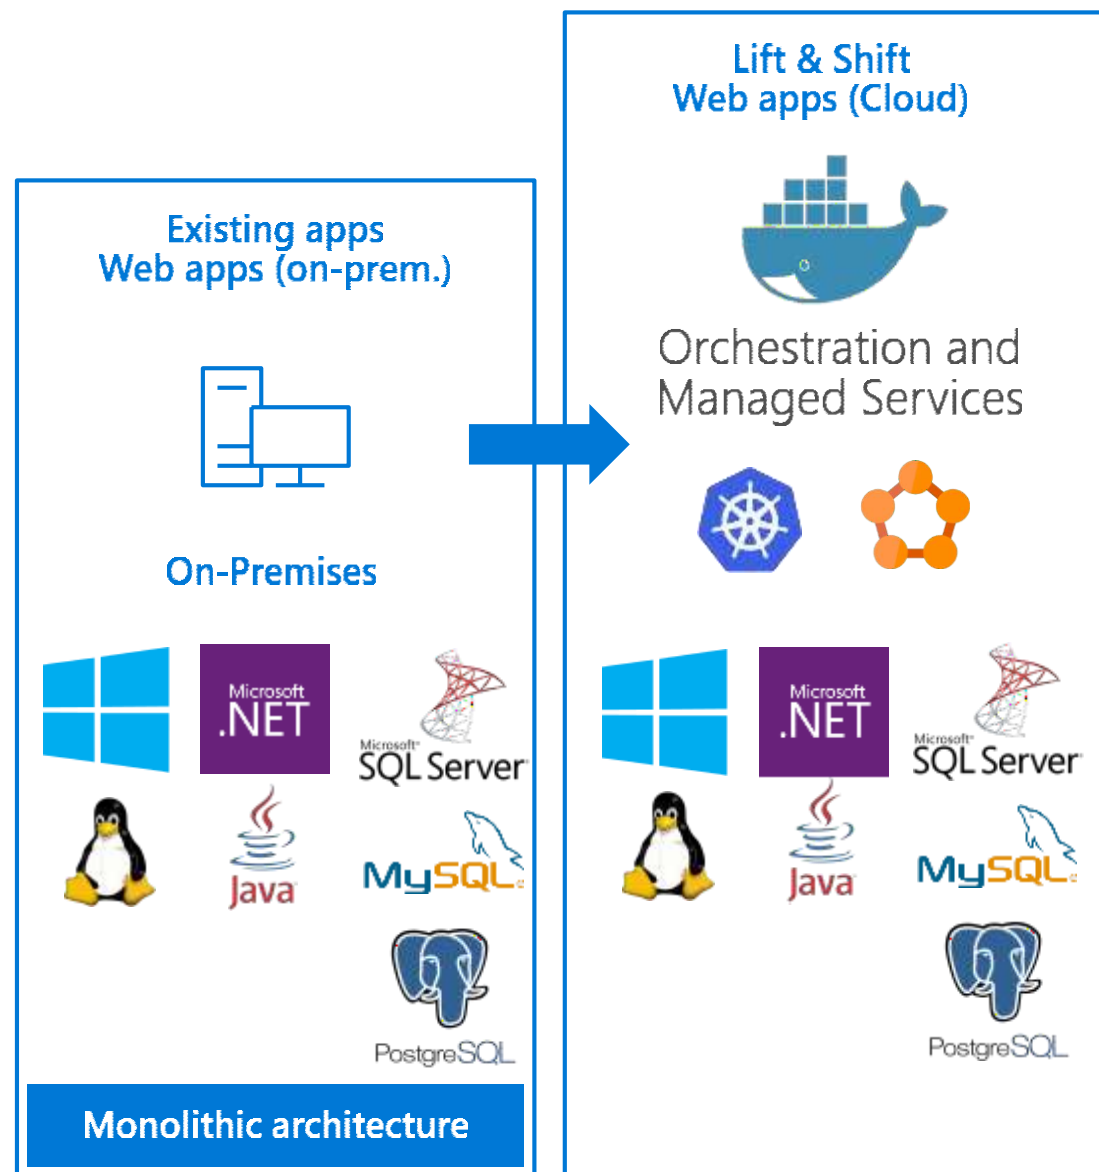 Existing apps
Web apps (on-prem.)
On-Premises
Microsoft
.NET
Microsoft
SQL Server
Java
MySQL
PostgreSQL
Monolithic architecture
Lift & Shift
Web apps (Cloud)
Orchestration and
Managed Services
Microsoft
.NET
Microsoft
SQL Server
Java
MySQL
PostgreSQL